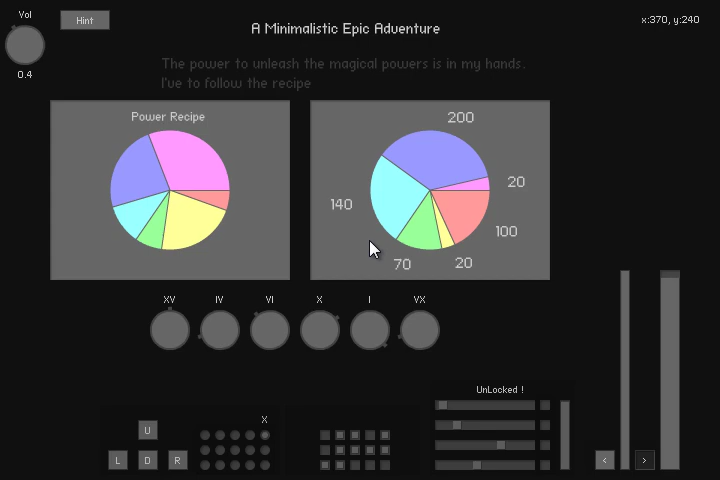 Vol
Hint
A Minimalistic Epic Adventure
x:370, y:240
0.4
The power to unleash the magical powers is in my hands.
I've to follow the recipe
Power Recipe
200
20
140
100
70
20
XV IV VI X I VX
UnLocked !
X
U
L D R
< >